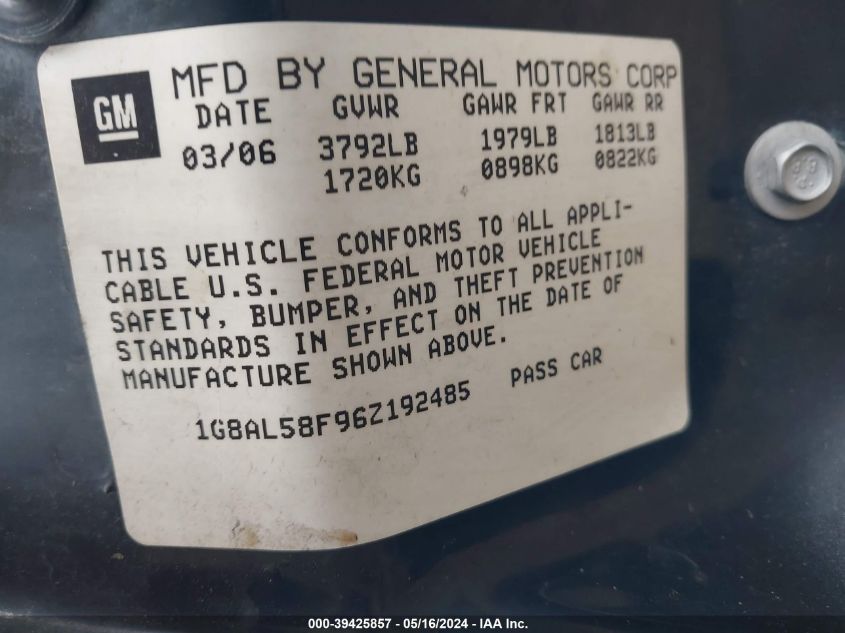 GM
MFD BY GENERAL MOTORS CORP
DATE GVWR GAWR FRT GAWR RR
03/06 3792LB 1979LB 1813LB
1720KG 0898KG 0822KG
THIS VEHICLE CONFORMS TO ALL APPLI-
CABLE U.S. FEDERAL MOTOR VEHICLE
SAFETY, BUMPER, AND THEFT PREVENTION
STANDARDS IN EFFECT ON THE DATE OF
MANUFACTURE SHOWN ABOVE.
1G8AL58F96Z192485 PASS CAR
000-39425857 - 05/16/2024 - IAA Inc.